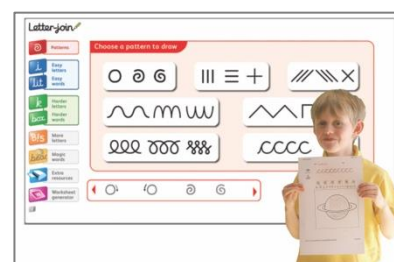 Letter-join
Choose a pattern to draw
Patterns
Easy
letters
Easy
words
Harder
letters
Harder
words
More
letters
Magic
words
Extra
resources
Worksheet
generator